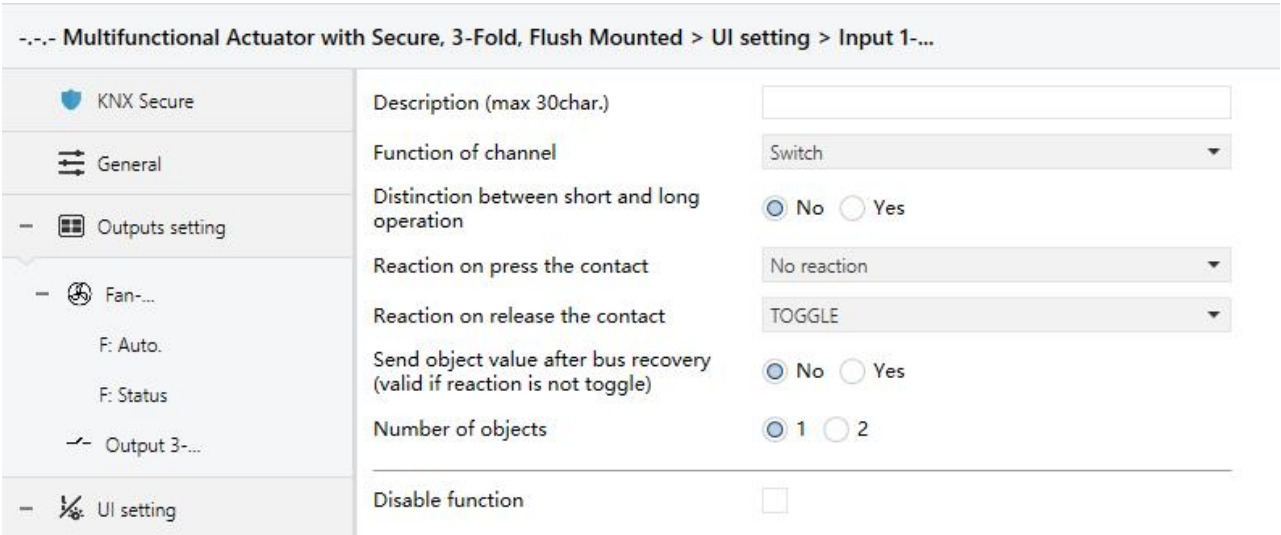 -.-.- Multifunctional Actuator with Secure, 3-Fold, Flush Mounted > UI setting > Input 1-...
KNX Secure
General
Outputs setting
Fan-...
F: Auto.
F: Status
Output 3-...
UI setting
Description (max 30char.)
Function of channel
Switch
Distinction between short and long
operation
No Yes
Reaction on press the contact
No reaction
Reaction on release the contact
TOGGLE
Send object value after bus recovery
(valid if reaction is not toggle)
No Yes
Number of objects
1 2
Disable function